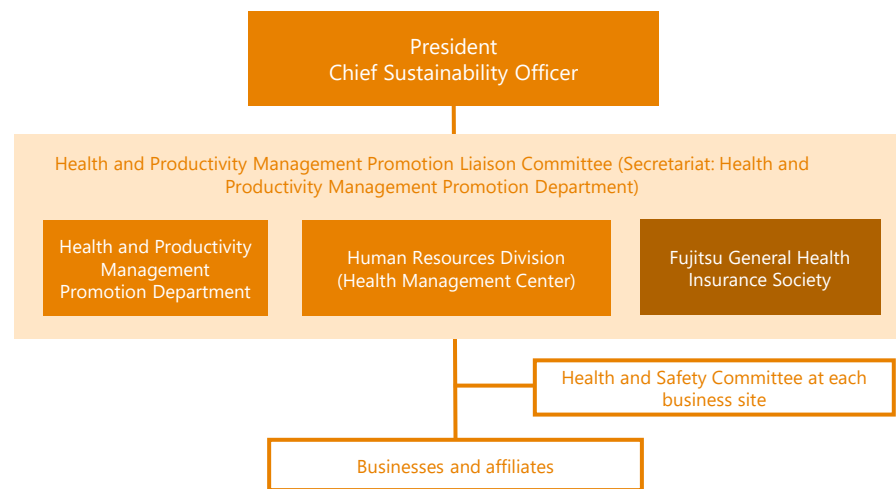 President
Chief Sustainability Officer
Health and Productivity Management Promotion Liaison Committee (Secretariat: Health and
Productivity Management Promotion Department)
Health and Productivity
Management
Promotion Department
Human Resources Division
(Health Management Center)
Fujitsu General Health
Insurance Society
Health and Safety Committee at each
business site
Businesses and affiliates